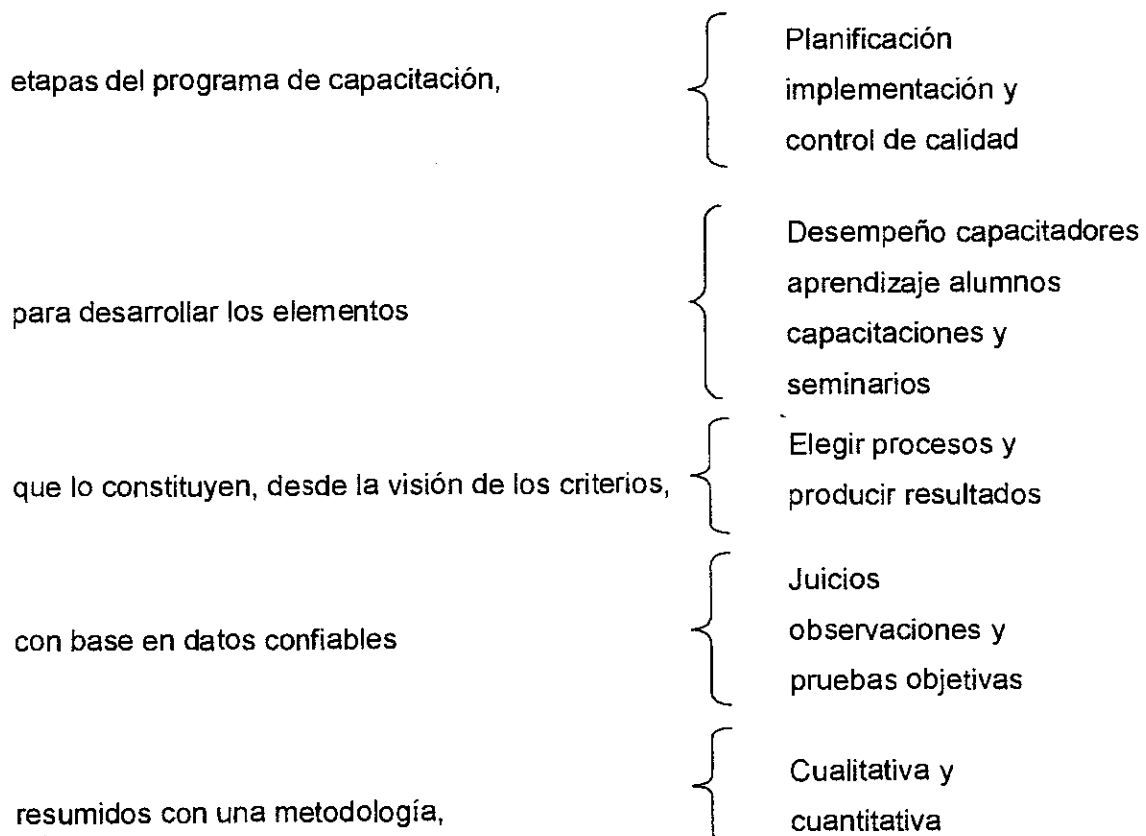 etapas del programa de capacitación,
Planificación
implementación y
control de calidad
para desarrollar los elementos
Desempeño capacitadores
aprendizaje alumnos
capacitaciones y
seminarios
que lo constituyen, desde la visión de los criterios,
Elegir procesos y
producir resultados
con base en datos confiables
Juicios
observaciones y
pruebas objetivas
resumidos con una metodología,
Cualitativa y
cuantitativa